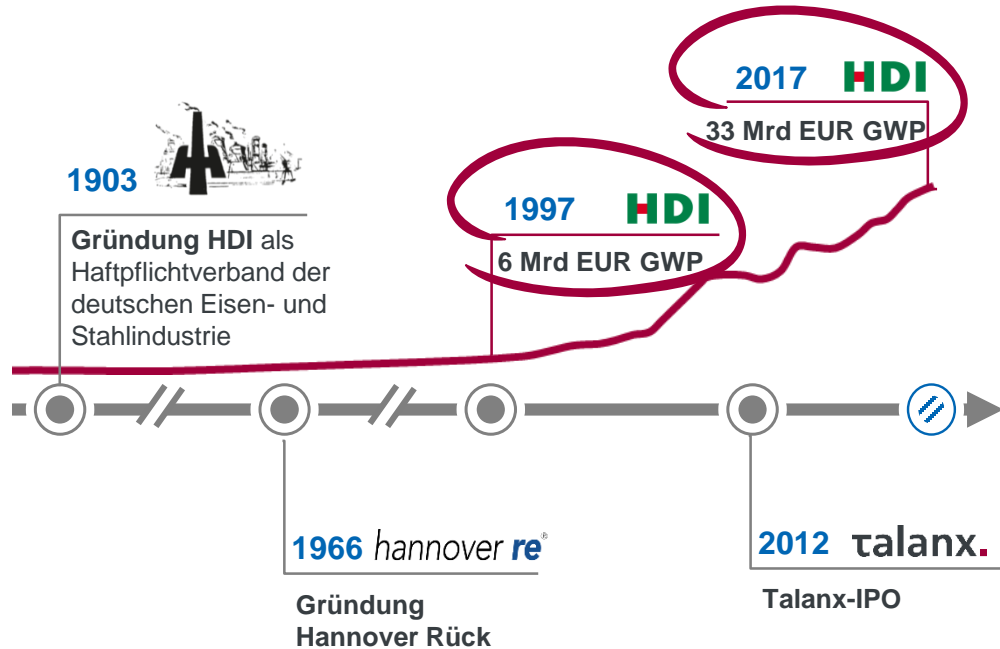 1903
Gründung HDI als
Haftpflichtverband der
deutschen Eisen- und
Stahlindustrie
1966 hannover re®
Gründung
Hannover Rück
1997 HDI
6 Mrd EUR GWP
2012 talanx.
Talanx-IPO
2017 HDI
33 Mrd EUR GWP